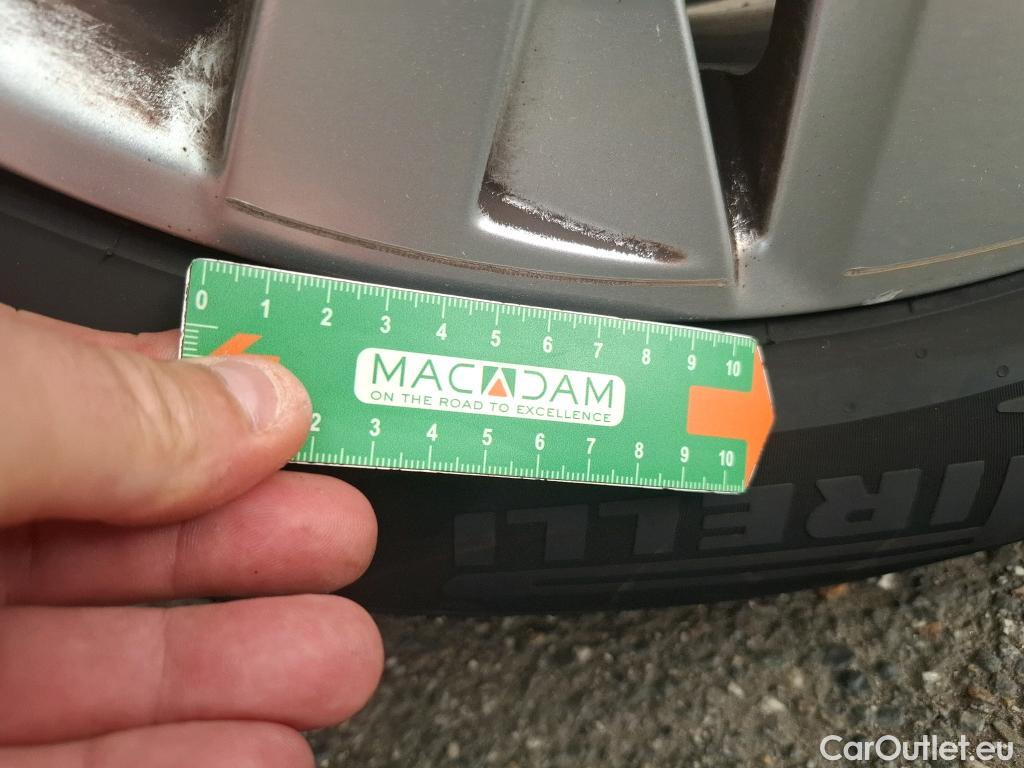 0 1 2 3 4 5 6 7 8 9 10
MACADAM
ON THE ROAD TO EXCELLENCE
2 3 4 5 6 7 8 9 10
IRELLI
CarOutlet.eu